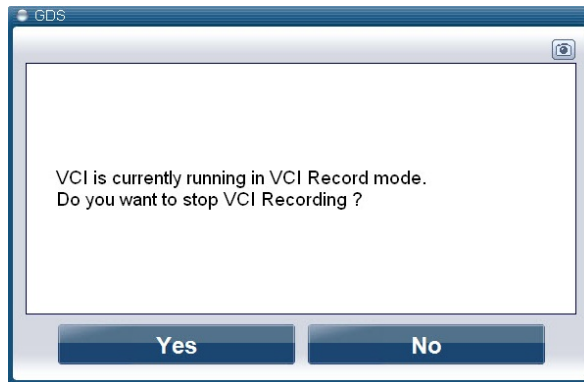 GDS
VCI is currently running in VCI Record mode.
Do you want to stop VCI Recording ?
Yes
No